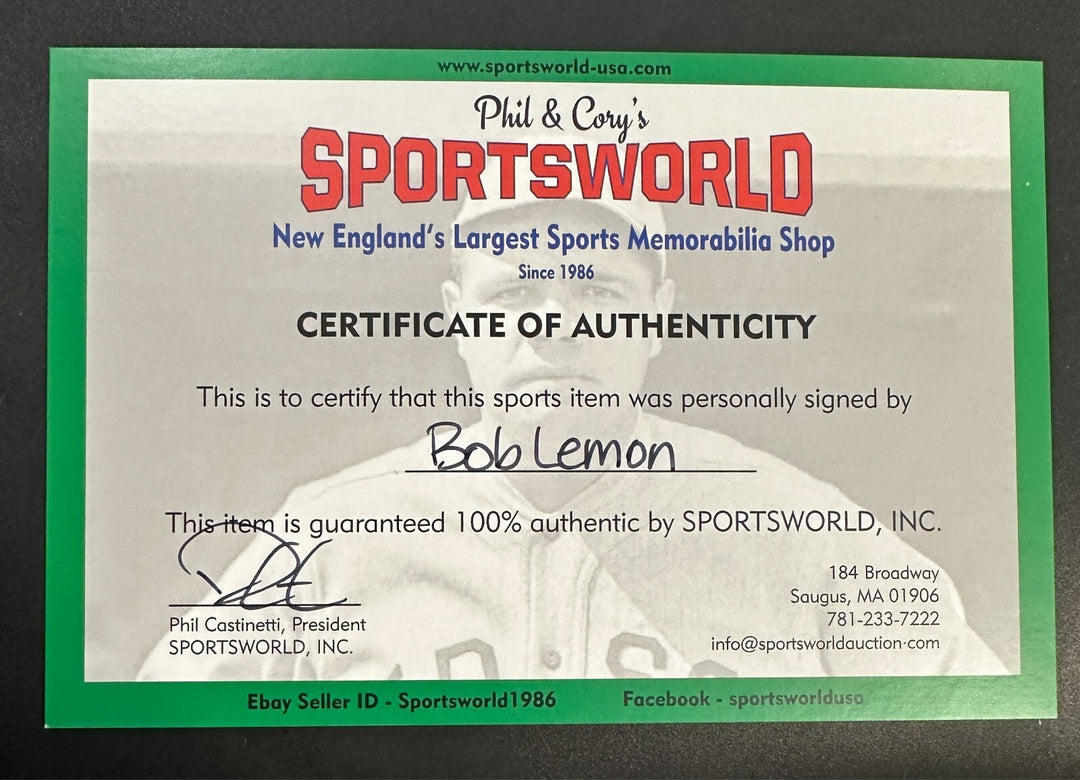 www.sportsworld-usa.com
Phil & Cory's
SPORTSWORLD
New England's Largest Sports Memorabilia Shop
Since 1986
CERTIFICATE OF AUTHENTICITY
This is to certify that this sports item was personally signed by
Bob Lemon
This item is guaranteed 100% authentic by SPORTSWORLD, INC.
Phil Castinetti, President
SPORTSWORLD, INC.
184 Broadway
Saugus, MA 01906
781-233-7222
info@sportsworldauction.com
Ebay Seller ID - Sportsworld1986
Facebook - sportsworldusa